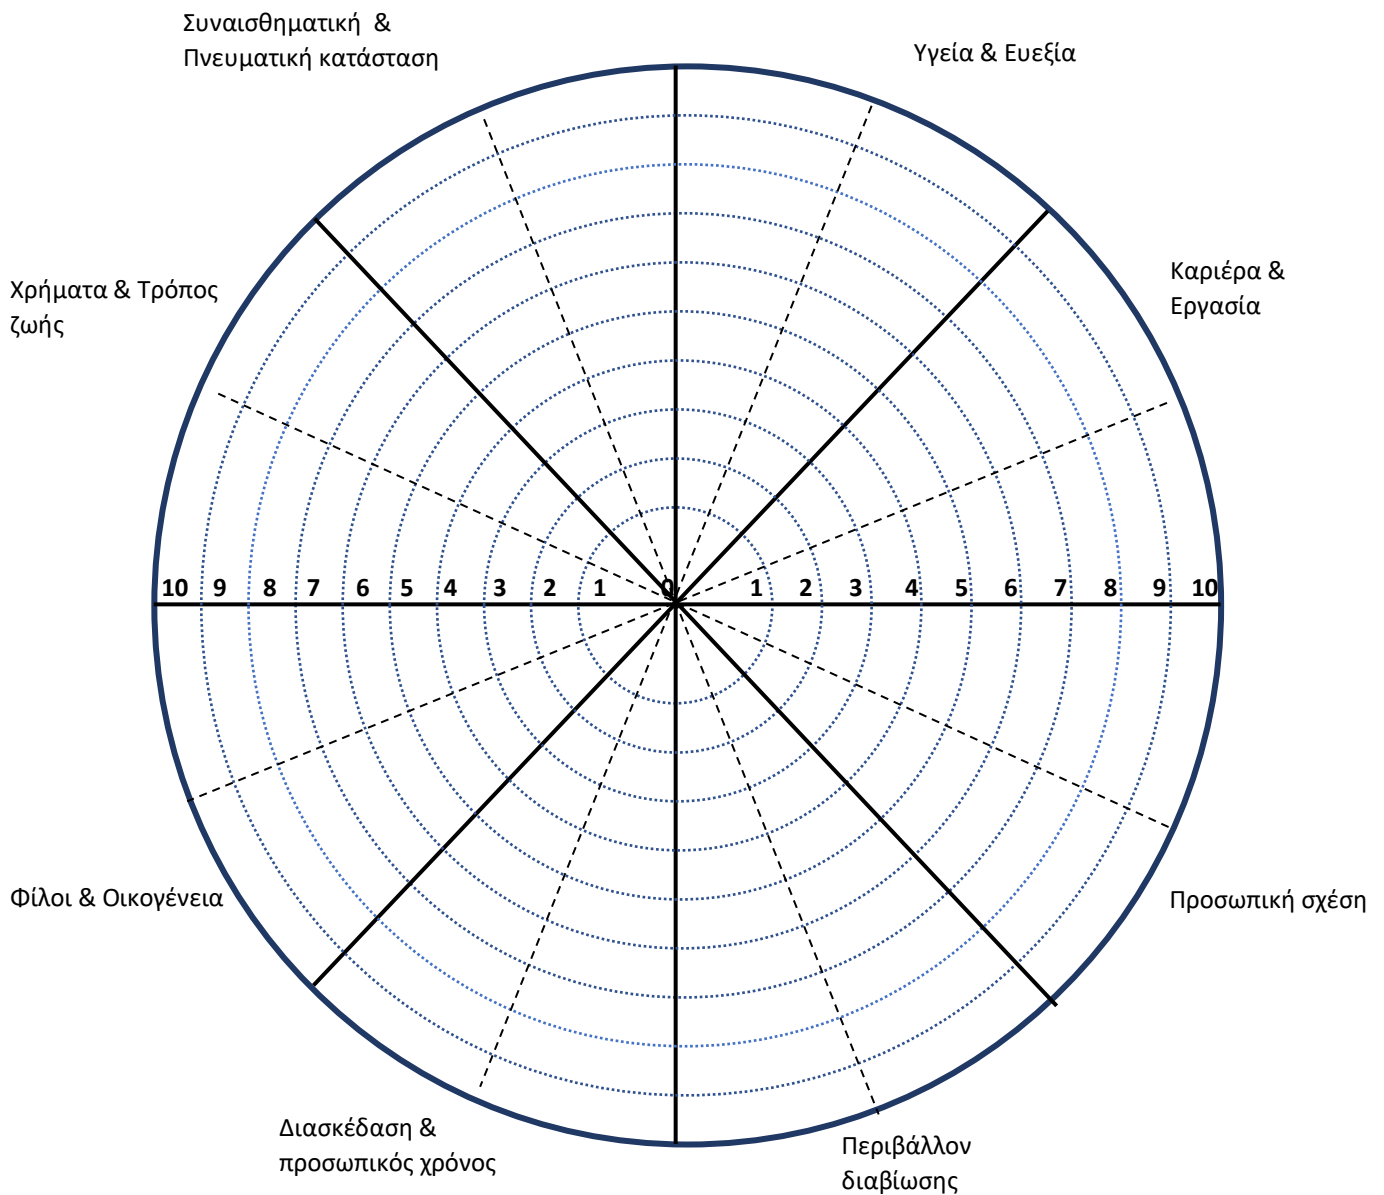 Συναισθηματική &
Πνευματική κατάσταση
Υγεία & Ευεξία
Καριέρα &
Εργασία
Χρήματα & Τρόπος
ζωής
10 9 8 7 6 5 4 3 2 1 0 1 2 3 4 5 6 7 8 9 10
Φίλοι & Οικογένεια
Προσωπική σχέση
Διασκέδαση &
προσωπικός χρόνος
Περιβάλλον
διαβίωσης